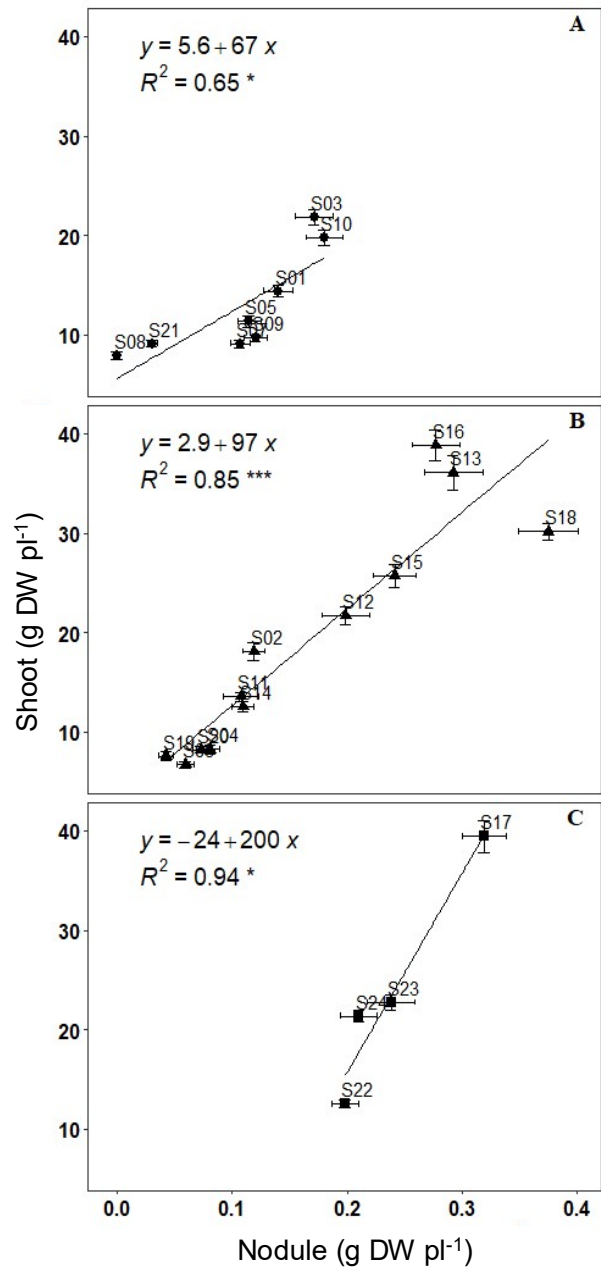 A
y = 5.6 + 67 x
R² = 0.65 *
40
30
20
10
S03
S10
S01
S05
S09
S21
S08
B
y = 2.9 + 97 x
R² = 0.85 ***
40
30
20
10
S16
S13
S18
S15
S12
S02
S11
S14
S04
S19
C
y = −24 + 200 x
R² = 0.94 *
40
30
20
10
S17
S23
S24
S22
0.0 0.1 0.2 0.3 0.4
Shoot (g DW pl⁻¹)
Nodule (g DW pl⁻¹)